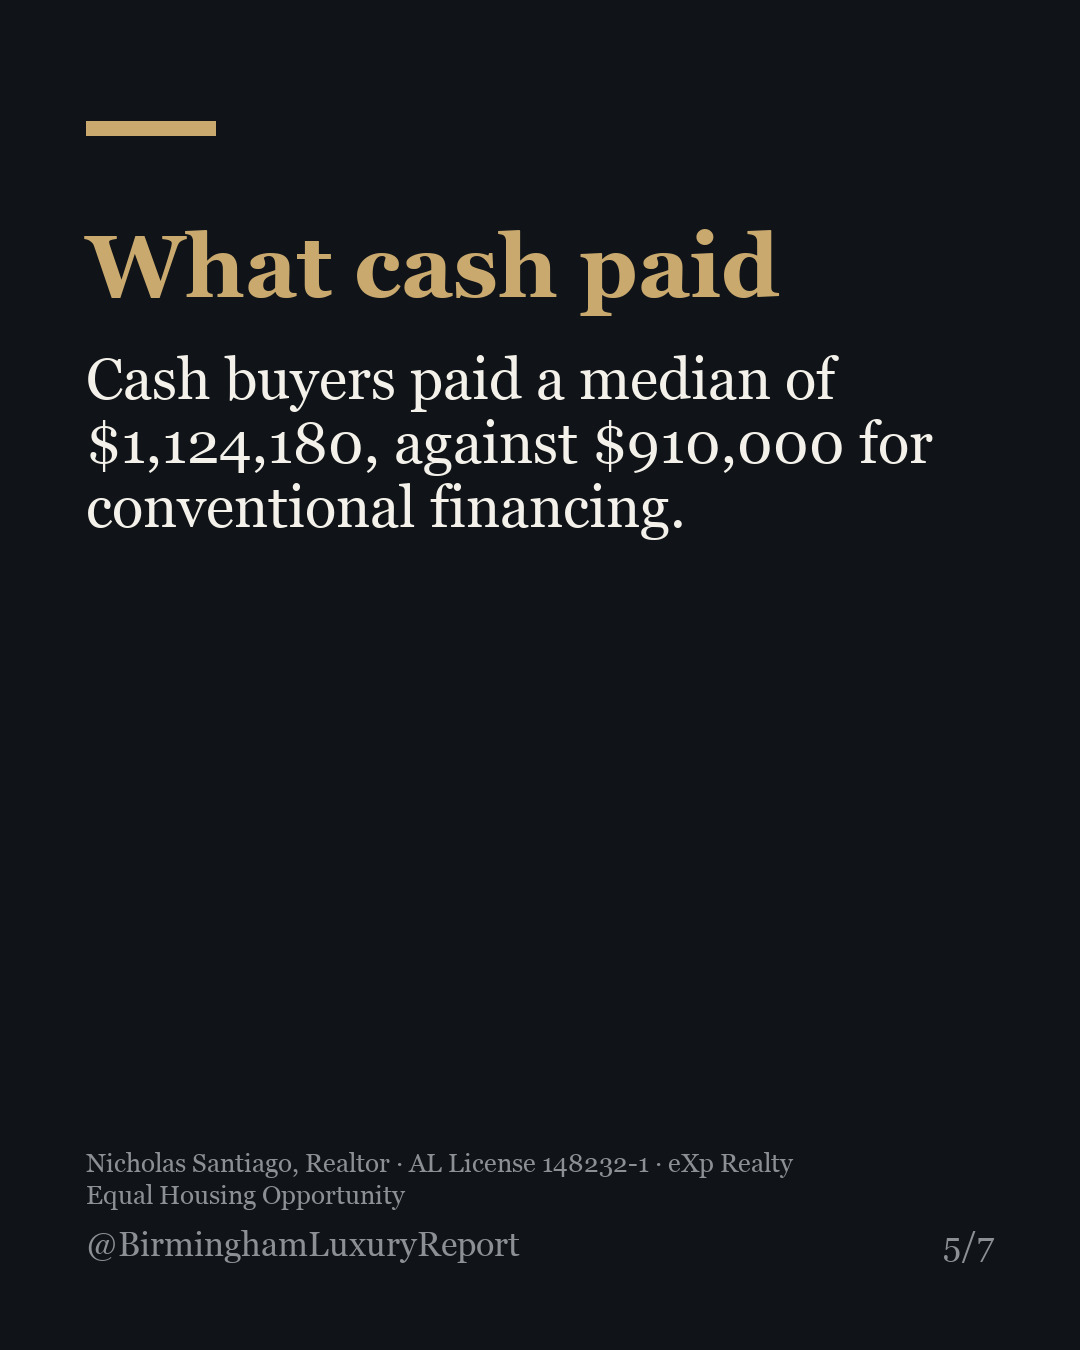 What cash paid
Cash buyers paid a median of
$1,124,180, against $910,000 for
conventional financing.
Nicholas Santiago, Realtor · AL License 148232-1 · eXp Realty
Equal Housing Opportunity
@BirminghamLuxuryReport
5/7